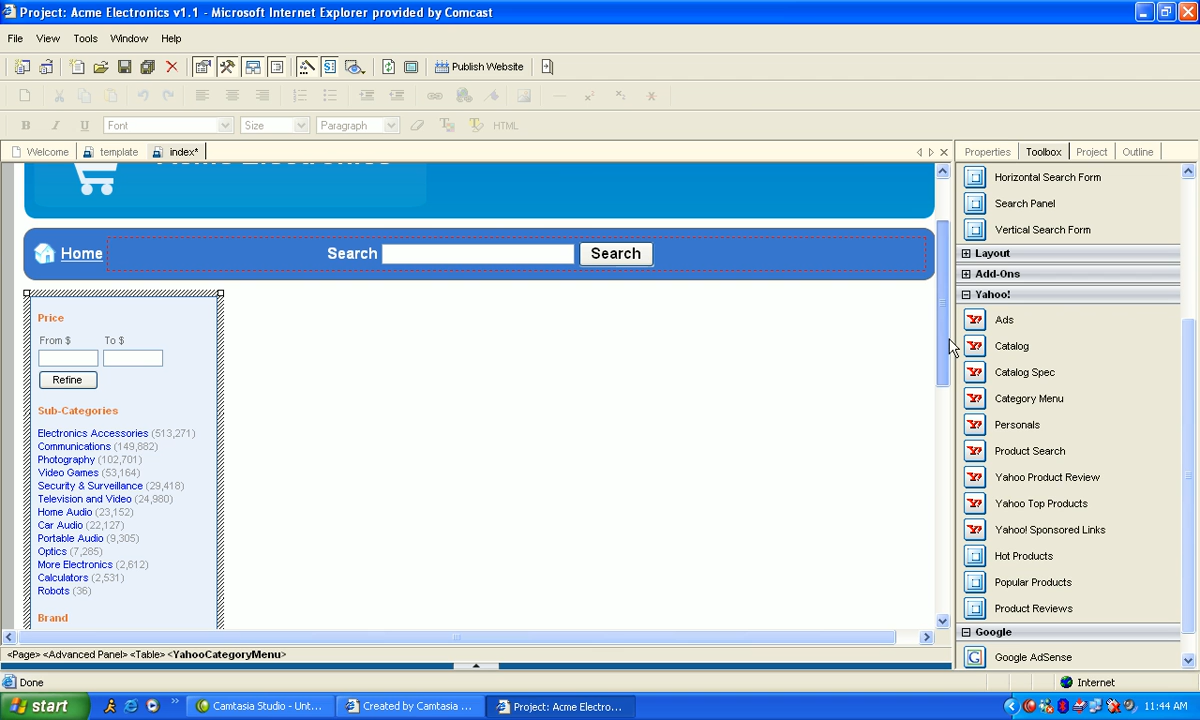 Project: Acme Electronics v1.1 - Microsoft Internet Explorer provided by Comcast
File View Tools Window Help
Publish Website
B I U Font Size Paragraph HTML
Welcome template index*
Properties Toolbox Project Outline
Acme Electronics
Home Search Search
Price
From $ To $
Refine
Sub-Categories
Electronics Accessories (513,271)
Communications (149,882)
Photography (102,701)
Video Games (53,164)
Security & Surveillance (29,418)
Television and Video (24,980)
Home Audio (23,152)
Car Audio (22,127)
Portable Audio (9,305)
Optics (7,285)
More Electronics (2,612)
Calculators (2,531)
Robots (36)
Brand
Horizontal Search Form
Search Panel
Vertical Search Form
Layout
Add-Ons
Yahoo!
Ads
Catalog
Catalog Spec
Category Menu
Personals
Product Search
Yahoo Product Review
Yahoo Top Products
Yahoo! Sponsored Links
Hot Products
Popular Products
Product Reviews
Google
Google AdSense
<Page> <Advanced Panel> <Table> <YahooCategoryMenu>
Done Internet
start Camtasia Studio - Unt... Created by Camtasia ... Project: Acme Electro... 11:44 AM